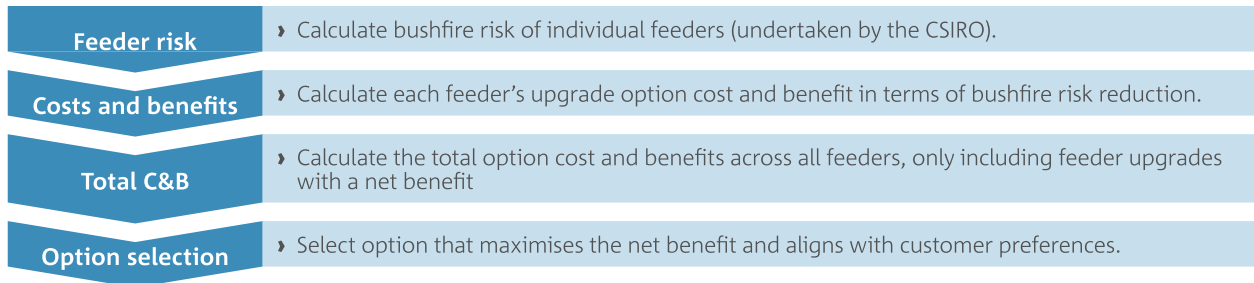 Feeder risk
› Calculate bushfire risk of individual feeders (undertaken by the CSIRO).
Costs and benefits
› Calculate each feeder's upgrade option cost and benefit in terms of bushfire risk reduction.
Total C&B
› Calculate the total option cost and benefits across all feeders, only including feeder upgrades
with a net benefit
Option selection
› Select option that maximises the net benefit and aligns with customer preferences.